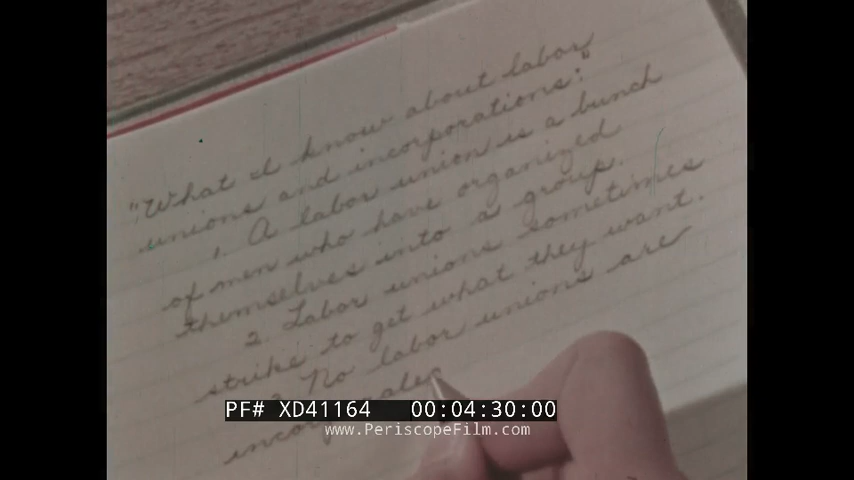 "What I know about labor
unions and incorporations:
1. A labor union is a bunch
of men who have organized
themselves into a group.
2. Labor unions sometimes
strike to get what they want.
3. No labor unions are
PF# XD41164 00:04:30:00
www.PeriscopeFilm.com